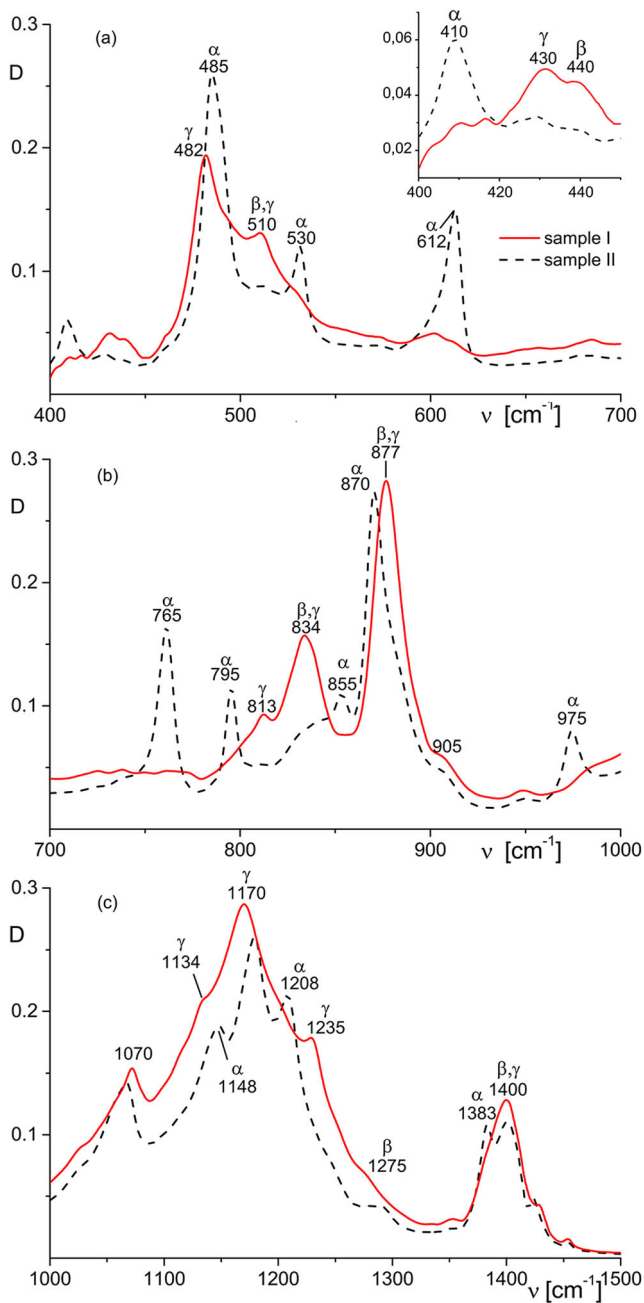 0.3
(a)
D
α
485
γ
482
β,γ
510
α
530
0.2
0.1
α
612
0,06
0,04
0,02
α
410
γ
430
β
440
400
420
440
sample I
sample II
400
500
600
700
ν [cm⁻¹]
0.3
(b)
D
0.2
0.1
α
765
α
795
γ
813
β,γ
834
α
855
α
870
β,γ
877
905
α
975
700
800
900
1000
ν [cm⁻¹]
0.3
(c)
D
0.2
0.1
1070
γ
1134
α
1148
γ
1170
α
1208
γ
1235
β
1275
α
1383
β,γ
1400
1000
1100
1200
1300
1400
1500
ν [cm⁻¹]